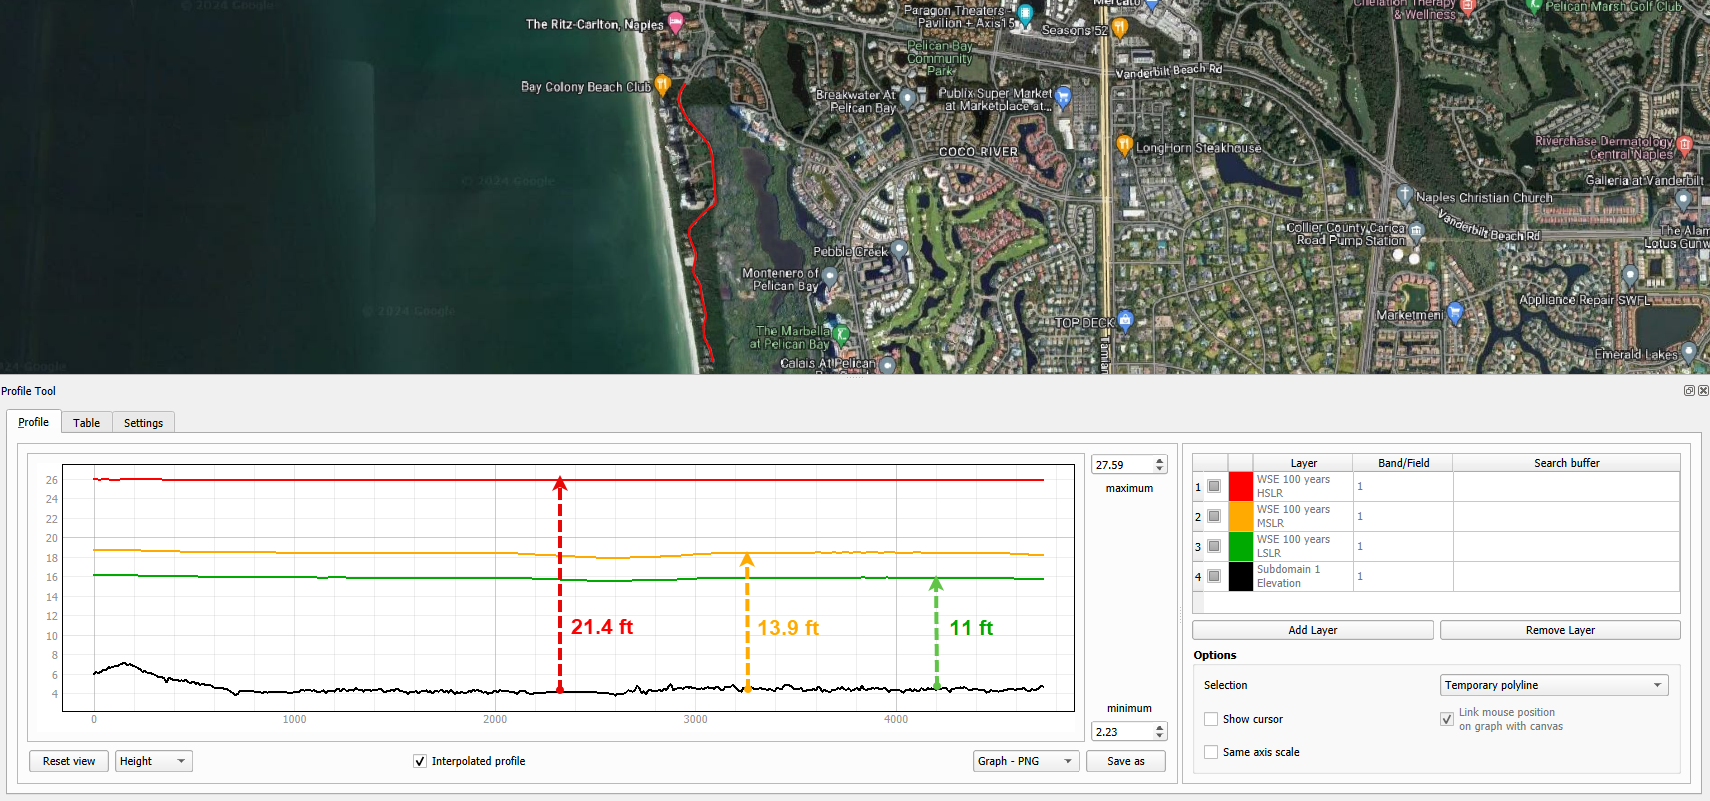 © 2024 Google
The Ritz-Carlton, Naples
Paragon Theaters -
Pavilion + Axis15
Mercato
Seasons 52
Chelation Therapy
& Wellness
Pelican Marsh Golf Club
Pelican Bay
Community
Park
Vanderbilt Beach Rd
Bay Colony Beach Club
Breakwater At
Pelican Bay
Publix Super Market
at Marketplace at...
COCO RIVER
LongHorn Steakhouse
Riverchase Dermatology,
Central Naples
© 2024 Google
Galleria at Vanderbilt
Naples Christian Church
Vanderbilt Beach Rd
Collier County Carica
Road Pump Station
The Alam
Lotus Gunw
Pebble Creek
Montenero of
Pelican Bay
Appliance Repair SWFL
© 2024 Google
Marketmeni
TOP DECK
The Marbella
at Pelican Bay
Tamian
Emerald Lakes
Calais At Pelican
24 Google
Profile Tool
Profile
Table
Settings
26
24
22
20
18
16
14
12
10
8
6
4
0
1000
2000
3000
4000
21.4 ft
13.9 ft
11 ft
27.59
maximum
minimum
2.23
Reset view
Height
Interpolated profile
Graph - PNG
Save as
Layer
Band/Field
Search buffer
1
WSE 100 years
HSLR
1
2
WSE 100 years
MSLR
1
3
WSE 100 years
LSLR
1
4
Subdomain 1
Elevation
1
Add Layer
Remove Layer
Options
Selection
Temporary polyline
Show cursor
Link mouse position
on graph with canvas
Same axis scale